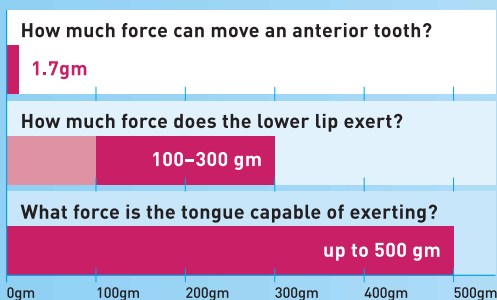 How much force can move an anterior tooth?
1.7gm
How much force does the lower lip exert?
100–300 gm
What force is the tongue capable of exerting?
up to 500 gm
0gm 100gm 200gm 300gm 400gm 500gm